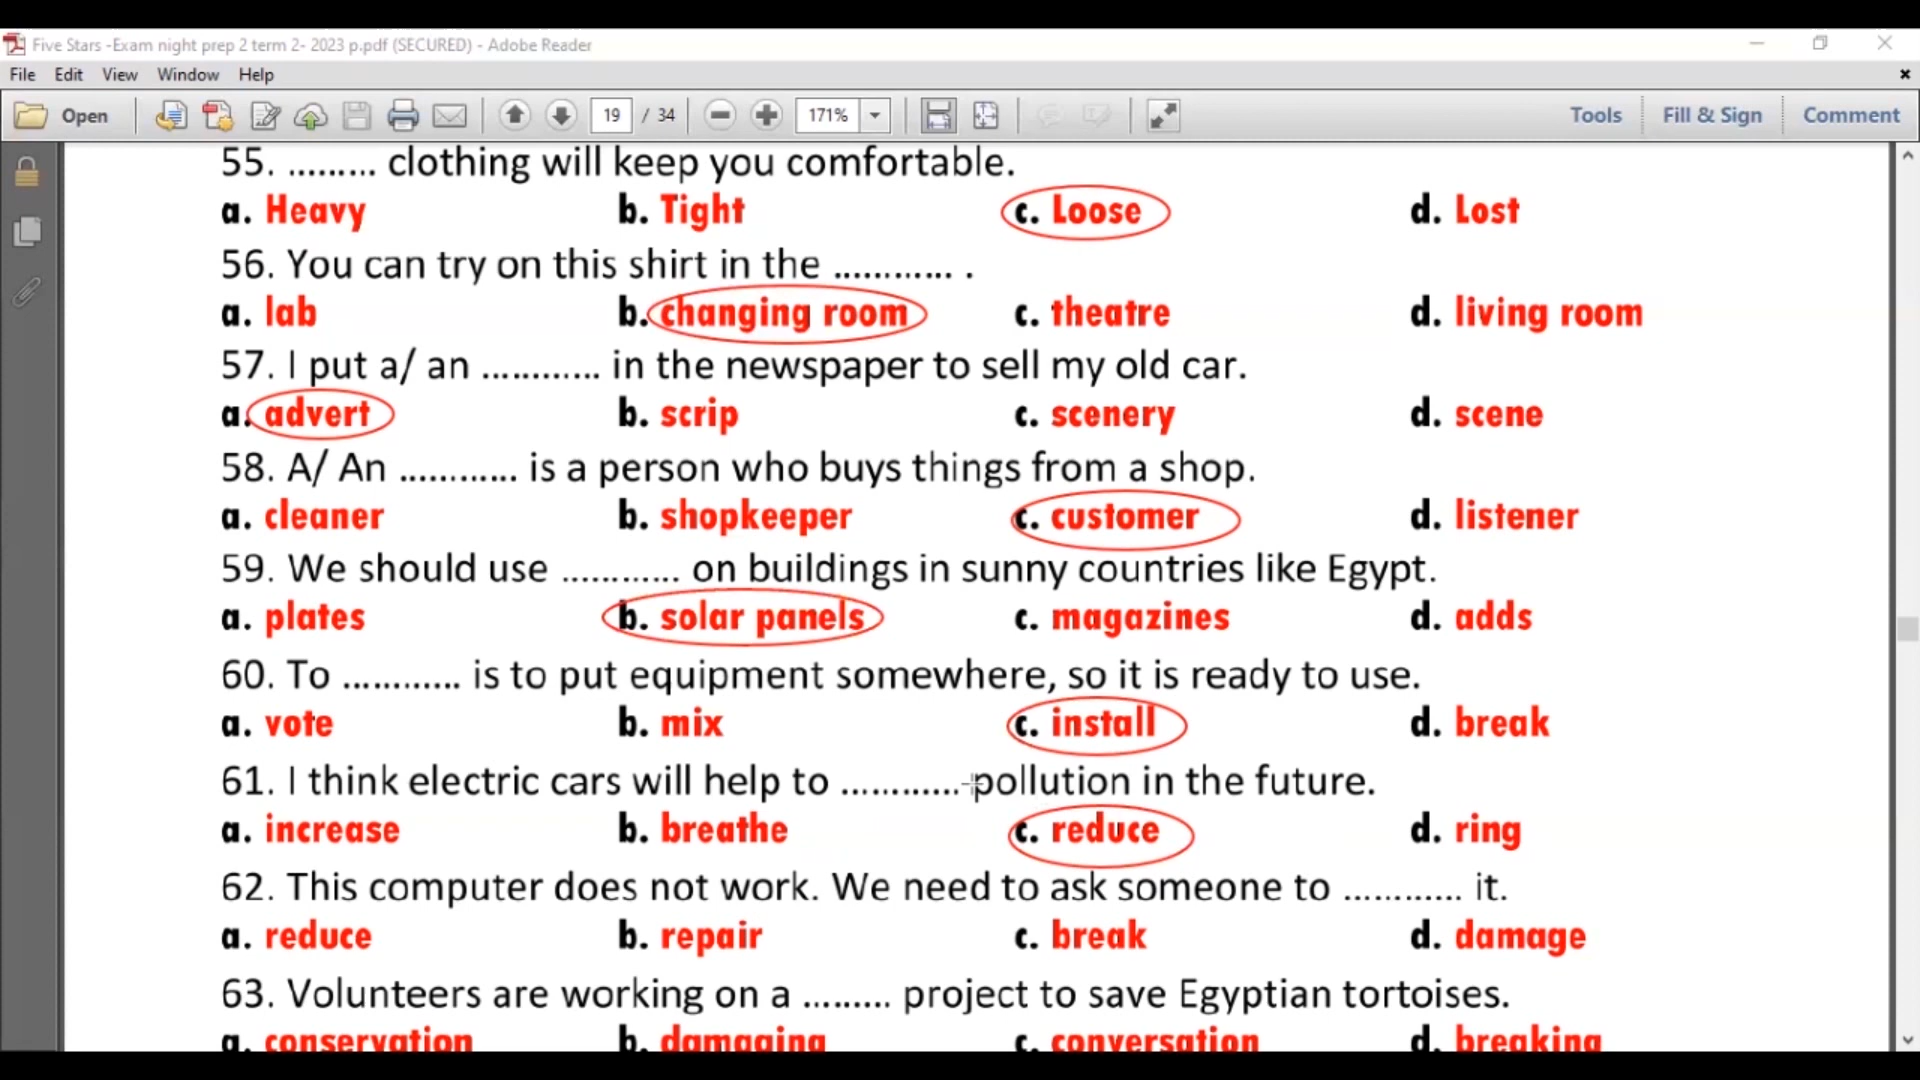 Five Stars -Exam night prep 2 term 2- 2023 p.pdf (SECURED) - Adobe Reader
File Edit View Window Help
Open 19 / 34 171% Tools Fill & Sign Comment
55. ......... clothing will keep you comfortable.
a. Heavy b. Tight c. Loose d. Lost
56. You can try on this shirt in the ............ .
a. lab b. changing room c. theatre d. living room
57. I put a/ an ............ in the newspaper to sell my old car.
a. advert b. scrip c. scenery d. scene
58. A/ An ............ is a person who buys things from a shop.
a. cleaner b. shopkeeper c. customer d. listener
59. We should use ............ on buildings in sunny countries like Egypt.
a. plates b. solar panels c. magazines d. adds
60. To ............ is to put equipment somewhere, so it is ready to use.
a. vote b. mix c. install d. break
61. I think electric cars will help to ............ pollution in the future.
a. increase b. breathe c. reduce d. ring
62. This computer does not work. We need to ask someone to ............ it.
a. reduce b. repair c. break d. damage
63. Volunteers are working on a ......... project to save Egyptian tortoises.
a. conservation b. damaging c. conversation d. breaking